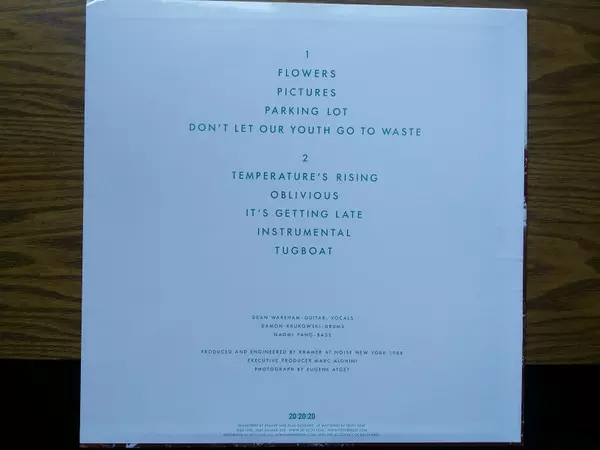 1
FLOWERS
PICTURES
PARKING LOT
DON'T LET OUR YOUTH GO TO WASTE
2
TEMPERATURE'S RISING
OBLIVIOUS
IT'S GETTING LATE
INSTRUMENTAL
TUGBOAT
DEAN WAREHAM-GUITAR, VOCALS
DAMON KRUKOWSKI-DRUMS
NAOMI YANG-BASS
PRODUCED AND ENGINEERED BY KRAMER AT NOISE NEW YORK 1988
EXECUTIVE PRODUCER MARC ALGHINI
PHOTOGRAPH BY EUGENE ATGET
20·20·20